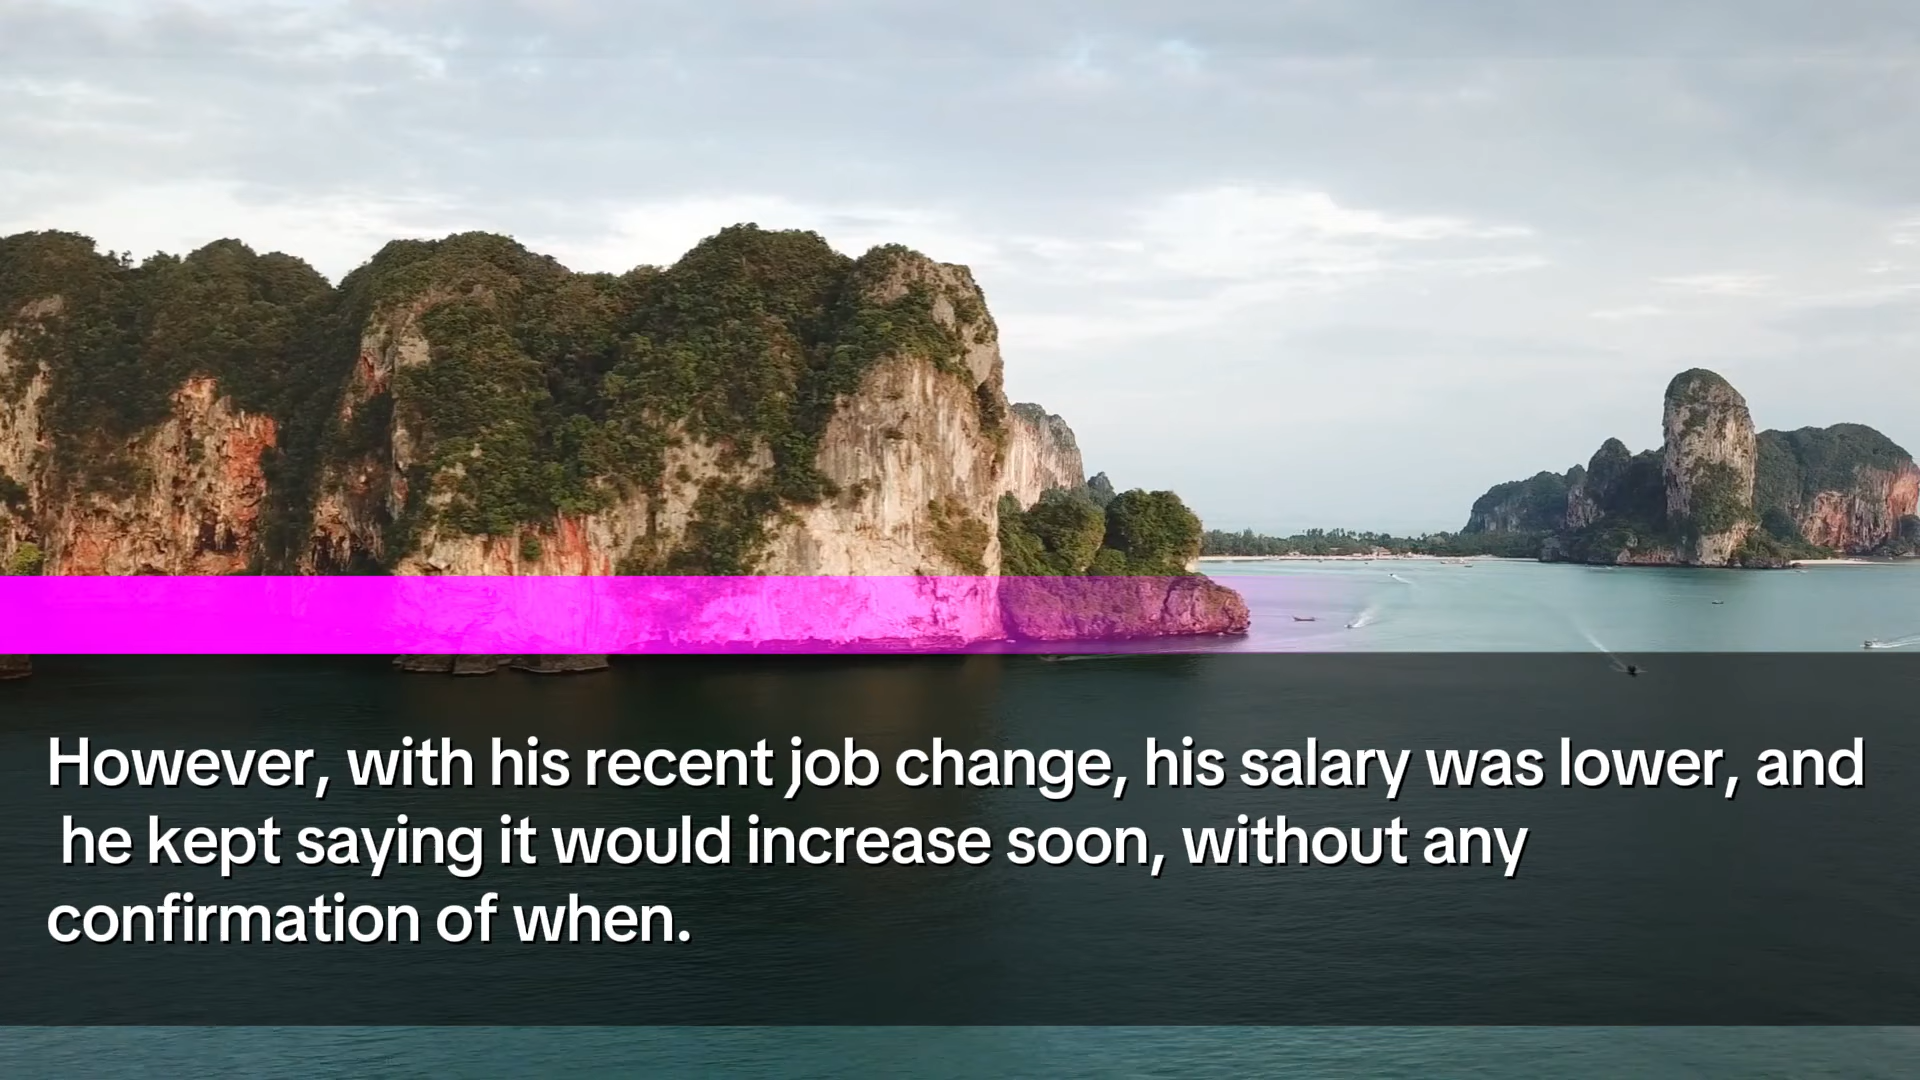 However, with his recent job change, his salary was lower, and
he kept saying it would increase soon, without any
confirmation of when.